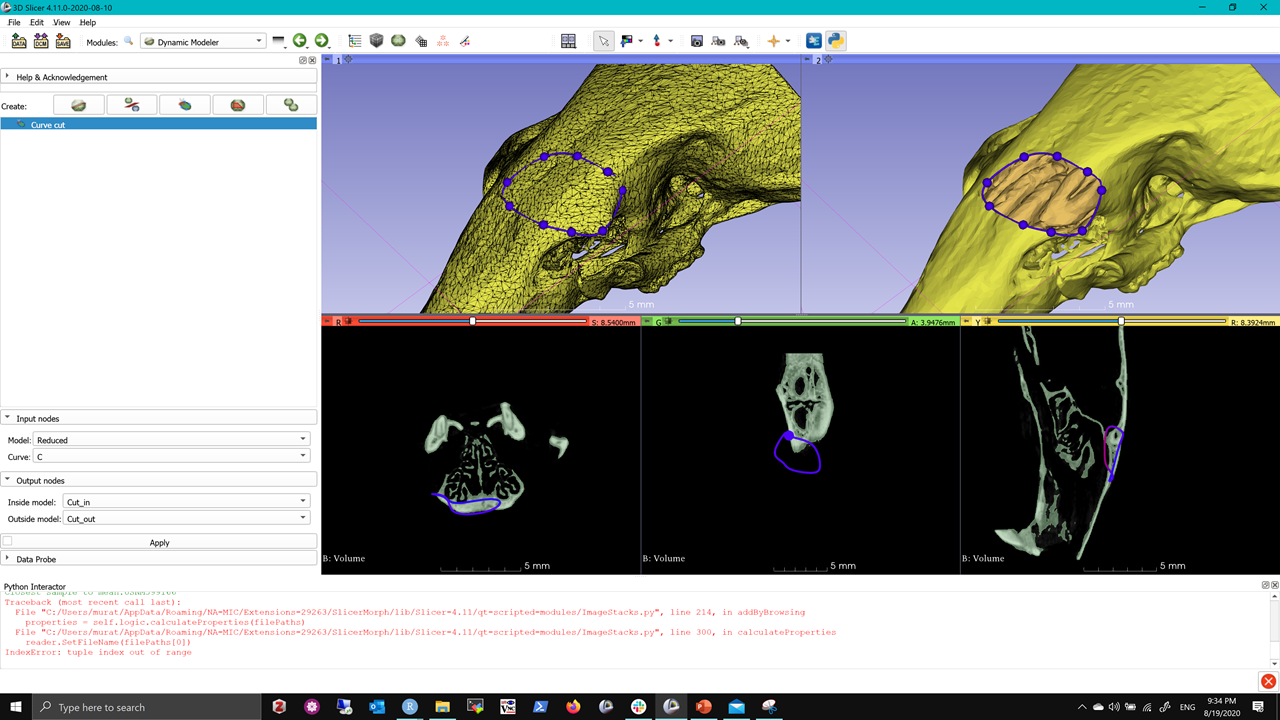 3D Slicer 4.11.0-2020-08-10
File Edit View Help
DATA DCM SAVE Modules: Dynamic Modeler
1
2
Help & Acknowledgement
Create:
Curve cut
5 mm
5 mm
R S: 8.5400mm
G A: 3.9476mm
Y R: 8.3924mm
Input nodes
Model: Reduced
Curve: C
Output nodes
Inside model: Cut_in
Outside model: Cut_out
Apply
Data Probe
B: Volume
5 mm
B: Volume
5 mm
B: Volume
5 mm
Python Interactor
Traceback (most recent call last):
File "C:/Users/murat/AppData/Roaming/NA-MIC/Extensions-29263/SlicerMorph/lib/Slicer-4.11/qt-scripted-modules/ImageStacks.py", line 214, in addByBrowsing
properties = self.logic.calculateProperties(filePaths)
File "C:/Users/murat/AppData/Roaming/NA-MIC/Extensions-29263/SlicerMorph/lib/Slicer-4.11/qt-scripted-modules/ImageStacks.py", line 300, in calculateProperties
reader.SetFileName(filePaths[0])
IndexError: tuple index out of range
Type here to search
ENG
9:34 PM
8/19/2020